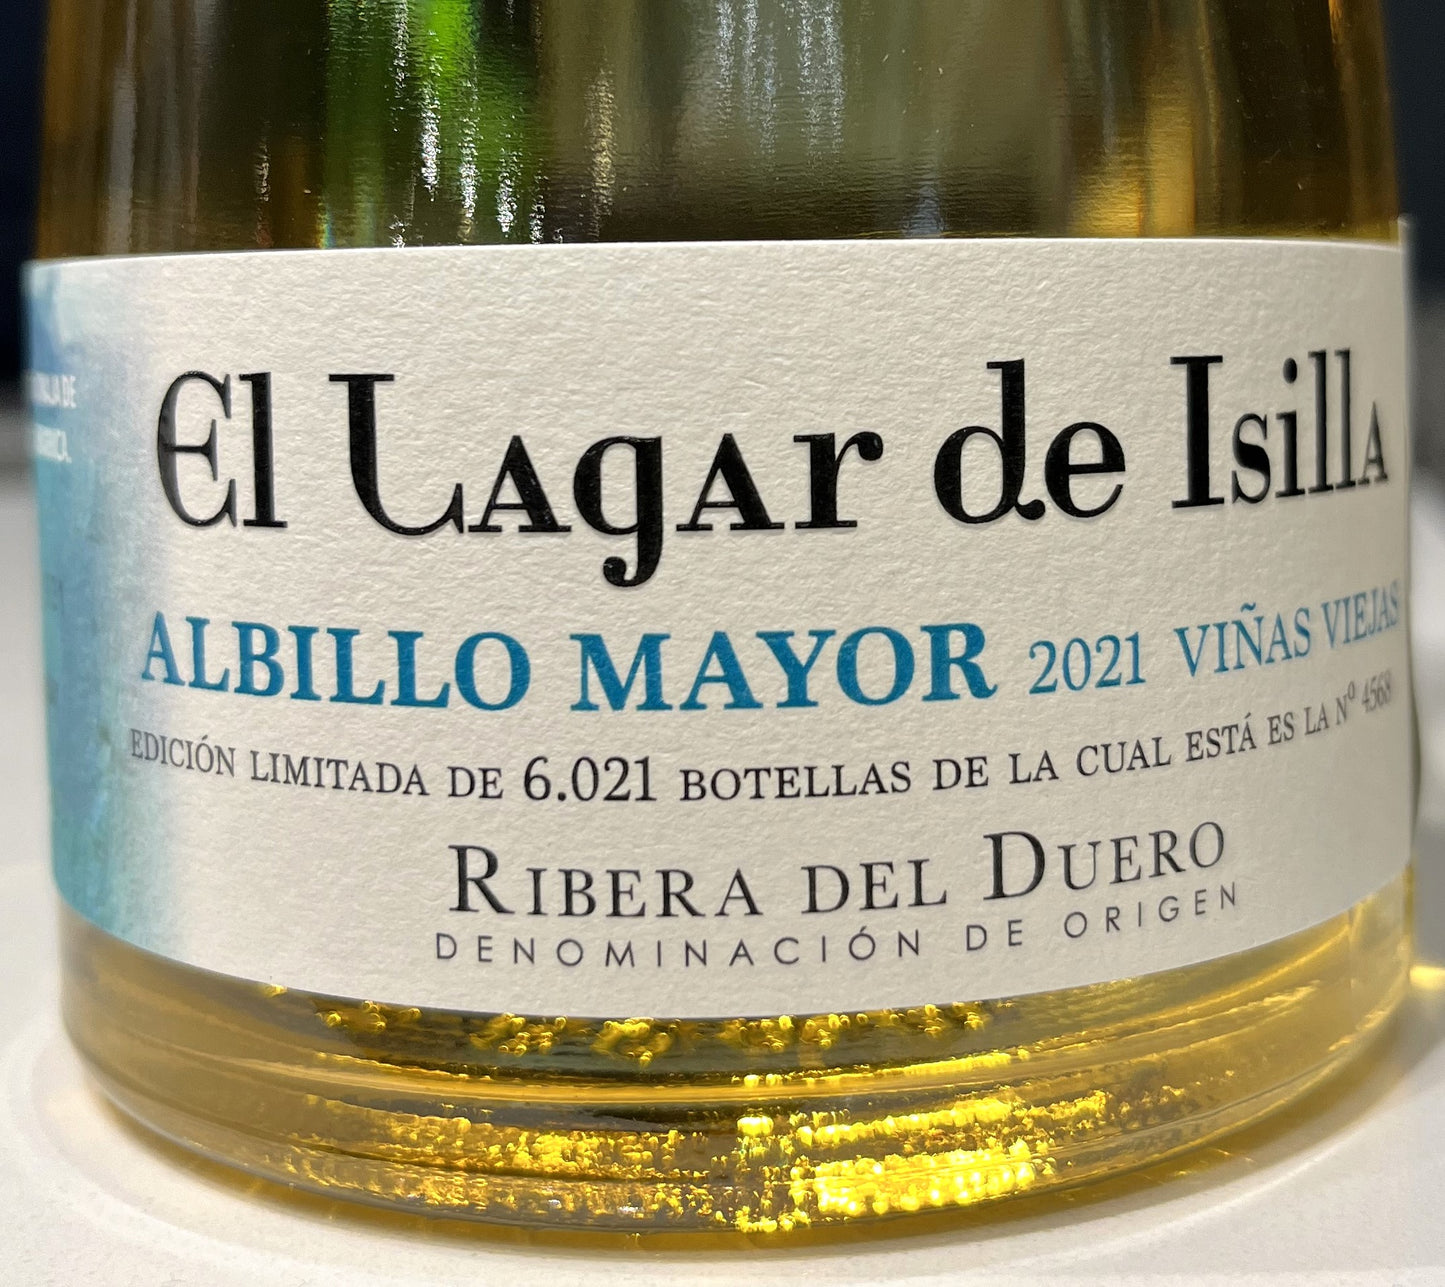 El Lagar de Isilla
ALBILLO MAYOR 2021 VIÑAS VIEJAS
EDICIÓN LIMITADA DE 6.021 BOTELLAS DE LA CUAL ESTÁ ES LA Nº 4568
RIBERA DEL DUERO
DENOMINACIÓN DE ORIGEN
DE